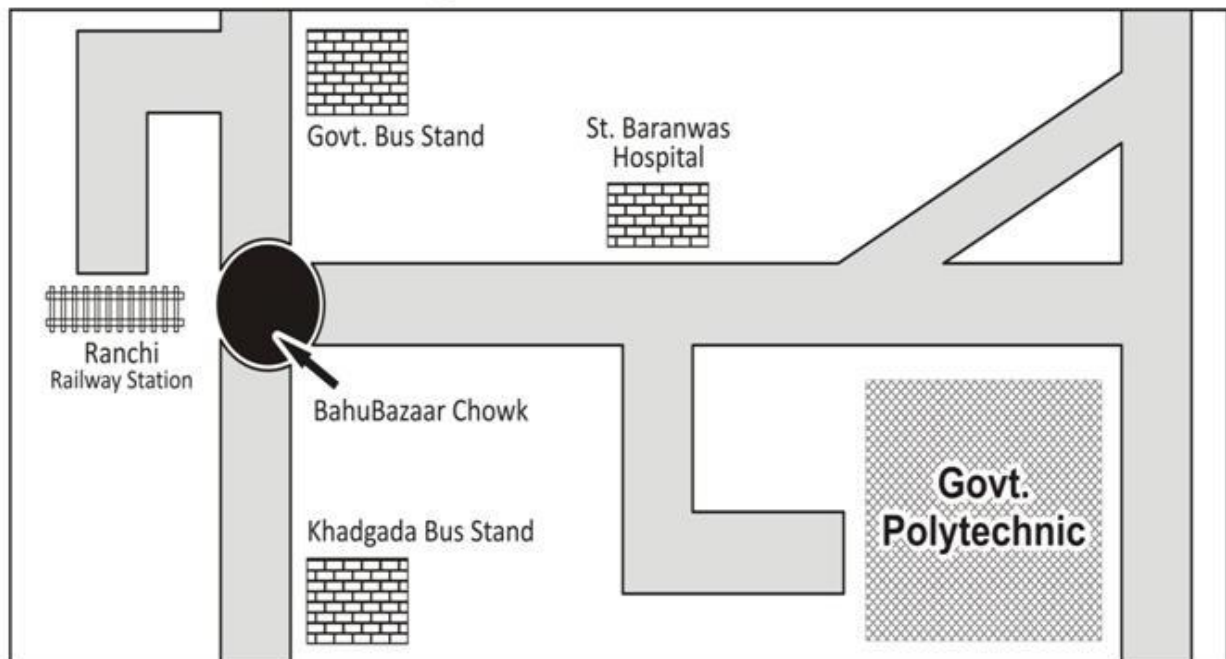 Govt. Bus Stand
St. Baranwas
Hospital
Ranchi
Railway Station
BahuBazaar Chowk
Khadgada Bus Stand
Govt.
Polytechnic